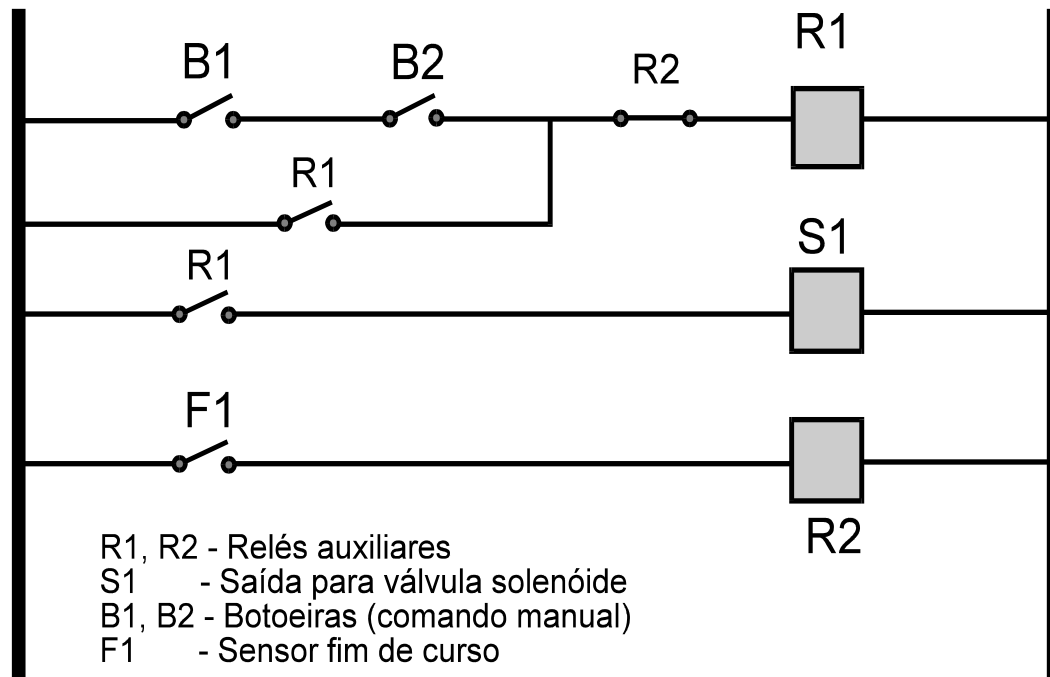 R1
B1
B2
R2
R1
S1
R1
F1
R2
R1, R2 - Relés auxiliares
S1 - Saída para válvula solenóide
B1, B2 - Botoeiras (comando manual)
F1 - Sensor fim de curso